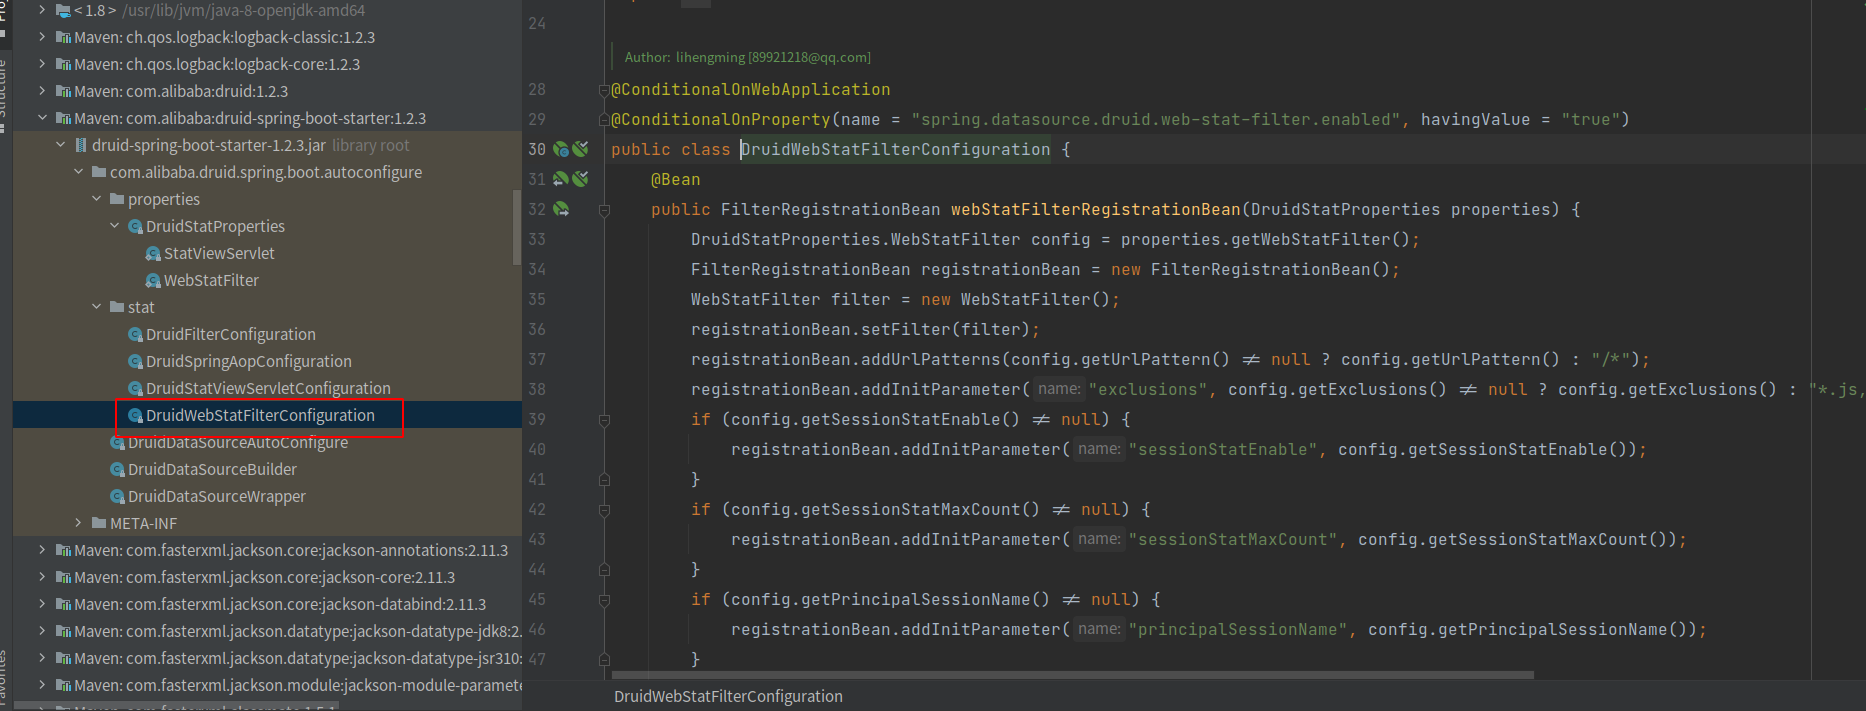 < 1.8 > /usr/lib/jvm/java-8-openjdk-amd64
Maven: ch.qos.logback:logback-classic:1.2.3
Maven: ch.qos.logback:logback-core:1.2.3
Maven: com.alibaba:druid:1.2.3
Maven: com.alibaba:druid-spring-boot-starter:1.2.3
druid-spring-boot-starter-1.2.3.jar library root
com.alibaba.druid.spring.boot.autoconfigure
properties
DruidStatProperties
StatViewServlet
WebStatFilter
stat
DruidFilterConfiguration
DruidSpringAopConfiguration
DruidStatViewServletConfiguration
DruidWebStatFilterConfiguration
DruidDataSourceAutoConfigure
DruidDataSourceBuilder
DruidDataSourceWrapper
META-INF
Maven: com.fasterxml.jackson.core:jackson-annotations:2.11.3
Maven: com.fasterxml.jackson.core:jackson-core:2.11.3
Maven: com.fasterxml.jackson.core:jackson-databind:2.11.3
Maven: com.fasterxml.jackson.datatype:jackson-datatype-jdk8:2.
Maven: com.fasterxml.jackson.datatype:jackson-datatype-jsr310:
Maven: com.fasterxml.jackson.module:jackson-module-paramete
24
Author: lihengming [89921218@qq.com]
28 @ConditionalOnWebApplication
29 @ConditionalOnProperty(name = "spring.datasource.druid.web-stat-filter.enabled", havingValue = "true")
30 public class DruidWebStatFilterConfiguration {
31 @Bean
32 public FilterRegistrationBean webStatFilterRegistrationBean(DruidStatProperties properties) {
33 DruidStatProperties.WebStatFilter config = properties.getWebStatFilter();
34 FilterRegistrationBean registrationBean = new FilterRegistrationBean();
35 WebStatFilter filter = new WebStatFilter();
36 registrationBean.setFilter(filter);
37 registrationBean.addUrlPatterns(config.getUrlPattern() ≠ null ? config.getUrlPattern() : "/*");
38 registrationBean.addInitParameter( name: "exclusions", config.getExclusions() ≠ null ? config.getExclusions() : "*.js,
39 if (config.getSessionStatEnable() ≠ null) {
40 registrationBean.addInitParameter( name: "sessionStatEnable", config.getSessionStatEnable());
41 }
42 if (config.getSessionStatMaxCount() ≠ null) {
43 registrationBean.addInitParameter( name: "sessionStatMaxCount", config.getSessionStatMaxCount());
44 }
45 if (config.getPrincipalSessionName() ≠ null) {
46 registrationBean.addInitParameter( name: "principalSessionName", config.getPrincipalSessionName());
47 }
DruidWebStatFilterConfiguration